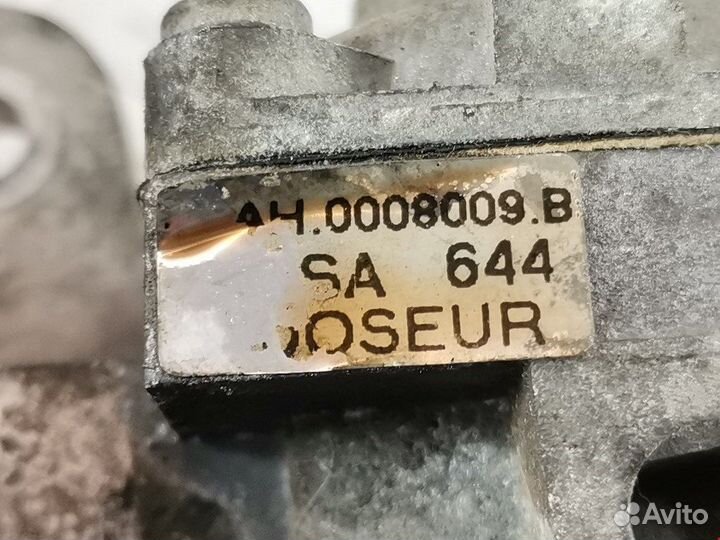 AH.0008009.B
SA 644
DOSEUR
Avito